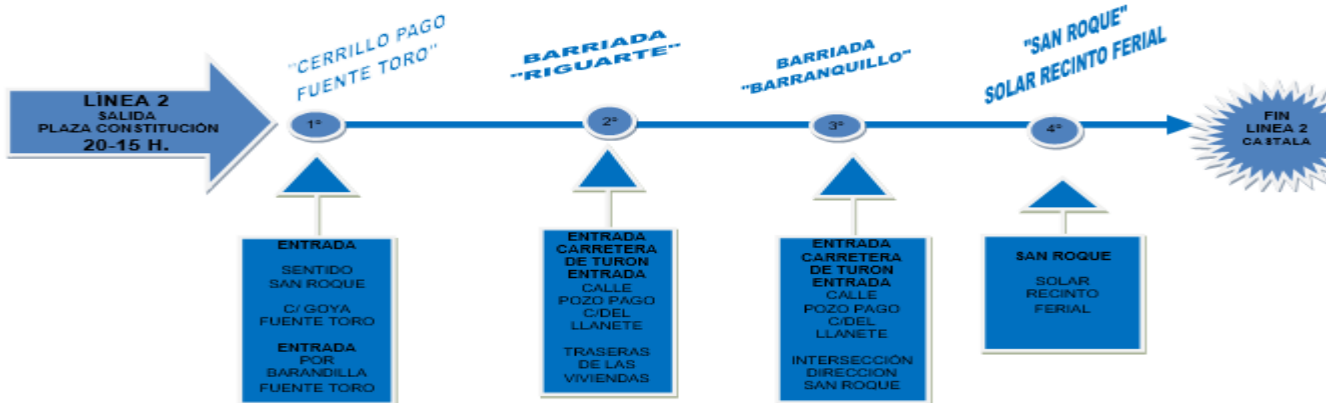 LÍNEA 2
SALIDA
PLAZA CONSTITUCIÓN
20-15 H.
"CERRILLO PAGO
FUENTE TORO"
BARRIADA
"RIGUARTE"
BARRIADA
"BARRANQUILLO"
"SAN ROQUE"
SOLAR RECINTO FERIAL
1º
2º
3º
4º
FIN
LINEA 2
CASTALA
ENTRADA
SENTIDO
SAN ROQUE
C/ GOYA
FUENTE TORO
ENTRADA
POR
BARANDILLA
FUENTE TORO
ENTRADA
CARRETERA
DE TURON
ENTRADA
CALLE
POZO PAGO
C/DEL
LLANETE
TRASERAS
DE LAS
VIVIENDAS
ENTRADA
CARRETERA
DE TURON
ENTRADA
CALLE
POZO PAGO
C/DEL
LLANETE
INTERSECCIÓN
DIRECCION
SAN ROQUE
SAN ROQUE
SOLAR
RECINTO
FERIAL